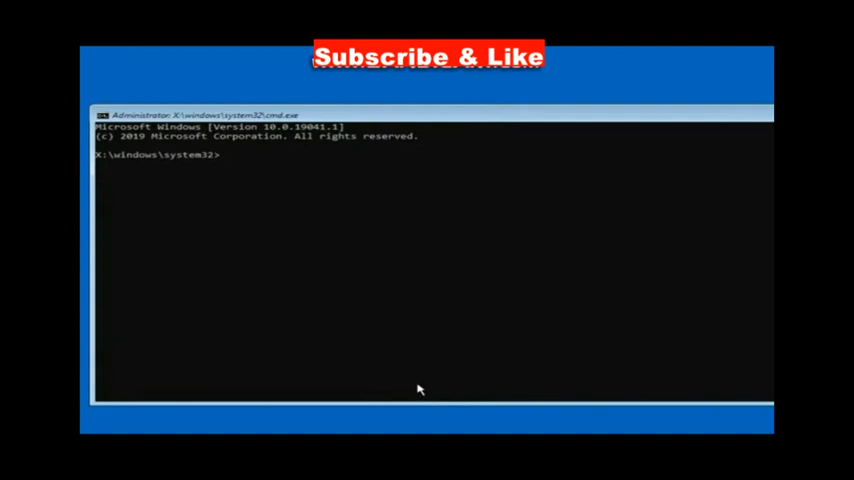 Subscribe & Like
Administrator: X:\windows\system32\cmd.exe
Microsoft Windows [Version 10.0.19041.1]
(c) 2019 Microsoft Corporation. All rights reserved.
X:\windows\system32>